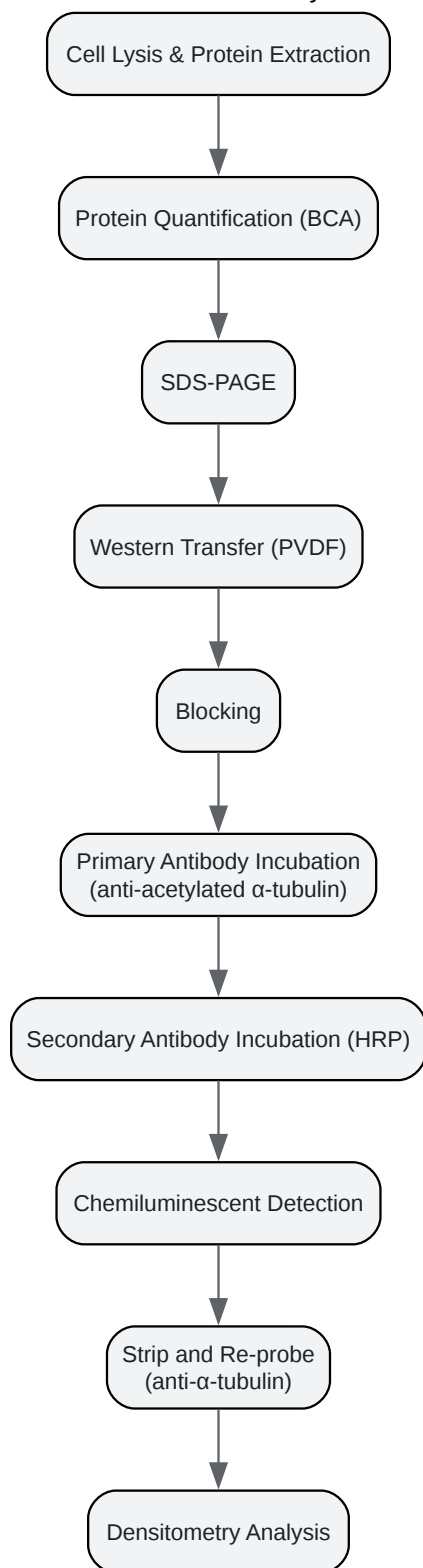 Cell Lysis & Protein Extraction
Protein Quantification (BCA)
SDS-PAGE
Western Transfer (PVDF)
Blocking
Primary Antibody Incubation
(anti-acetylated α-tubulin)
Secondary Antibody Incubation (HRP)
Chemiluminescent Detection
Strip and Re-probe
(anti-α-tubulin)
Densitometry Analysis